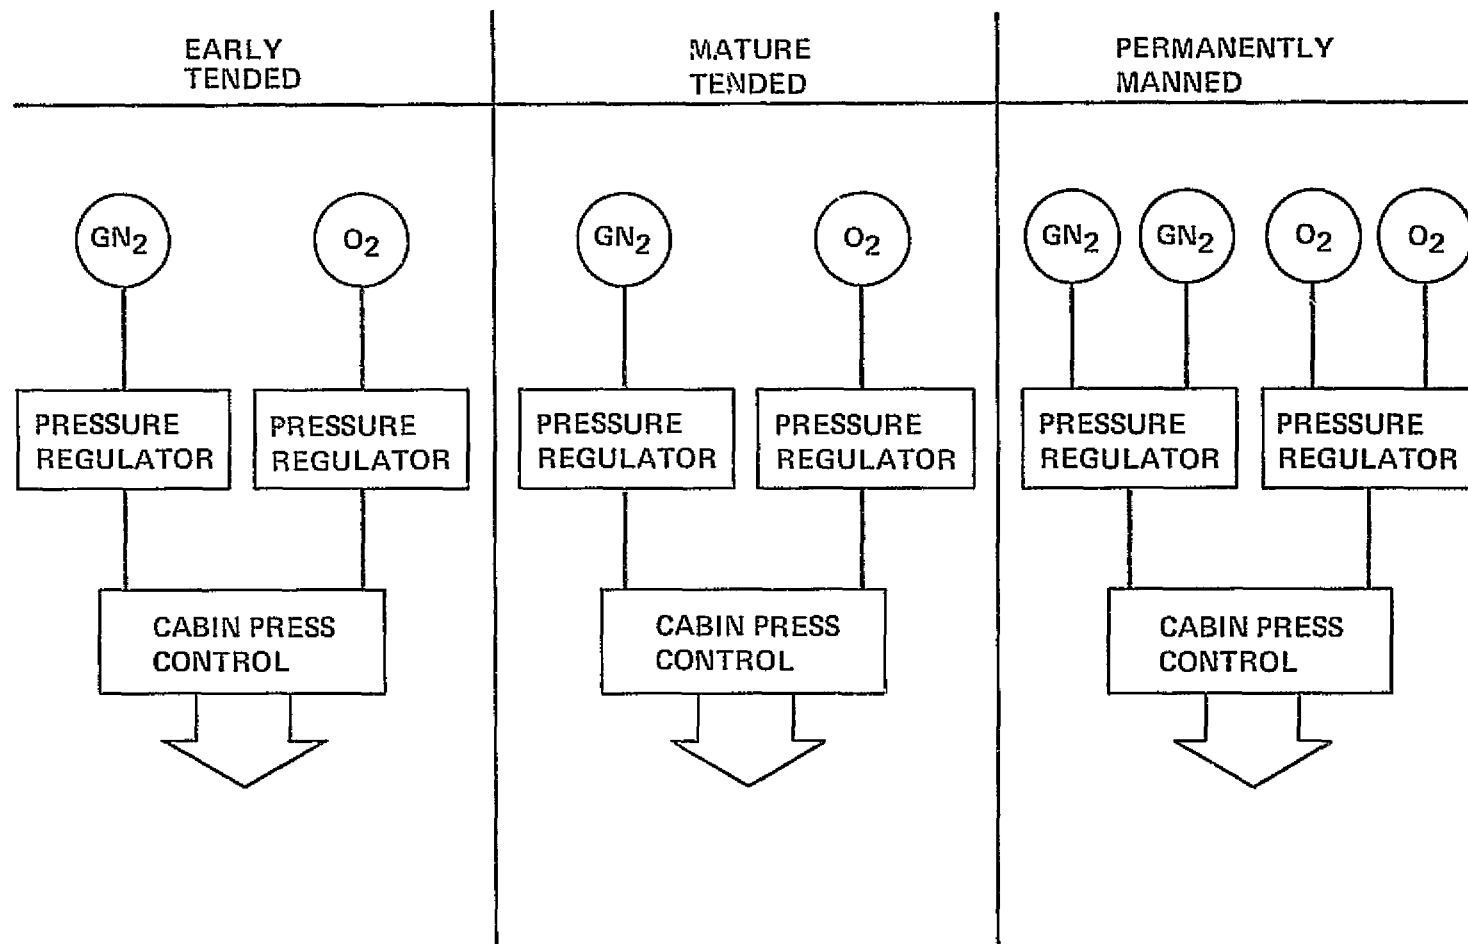 EARLY
TENDED
MATURE
TENDED
PERMANENTLY
MANNED
GN2
O2
GN2
O2
GN2
GN2
O2
O2
PRESSURE
REGULATOR
PRESSURE
REGULATOR
PRESSURE
REGULATOR
PRESSURE
REGULATOR
PRESSURE
REGULATOR
PRESSURE
REGULATOR
CABIN PRESS
CONTROL
CABIN PRESS
CONTROL
CABIN PRESS
CONTROL